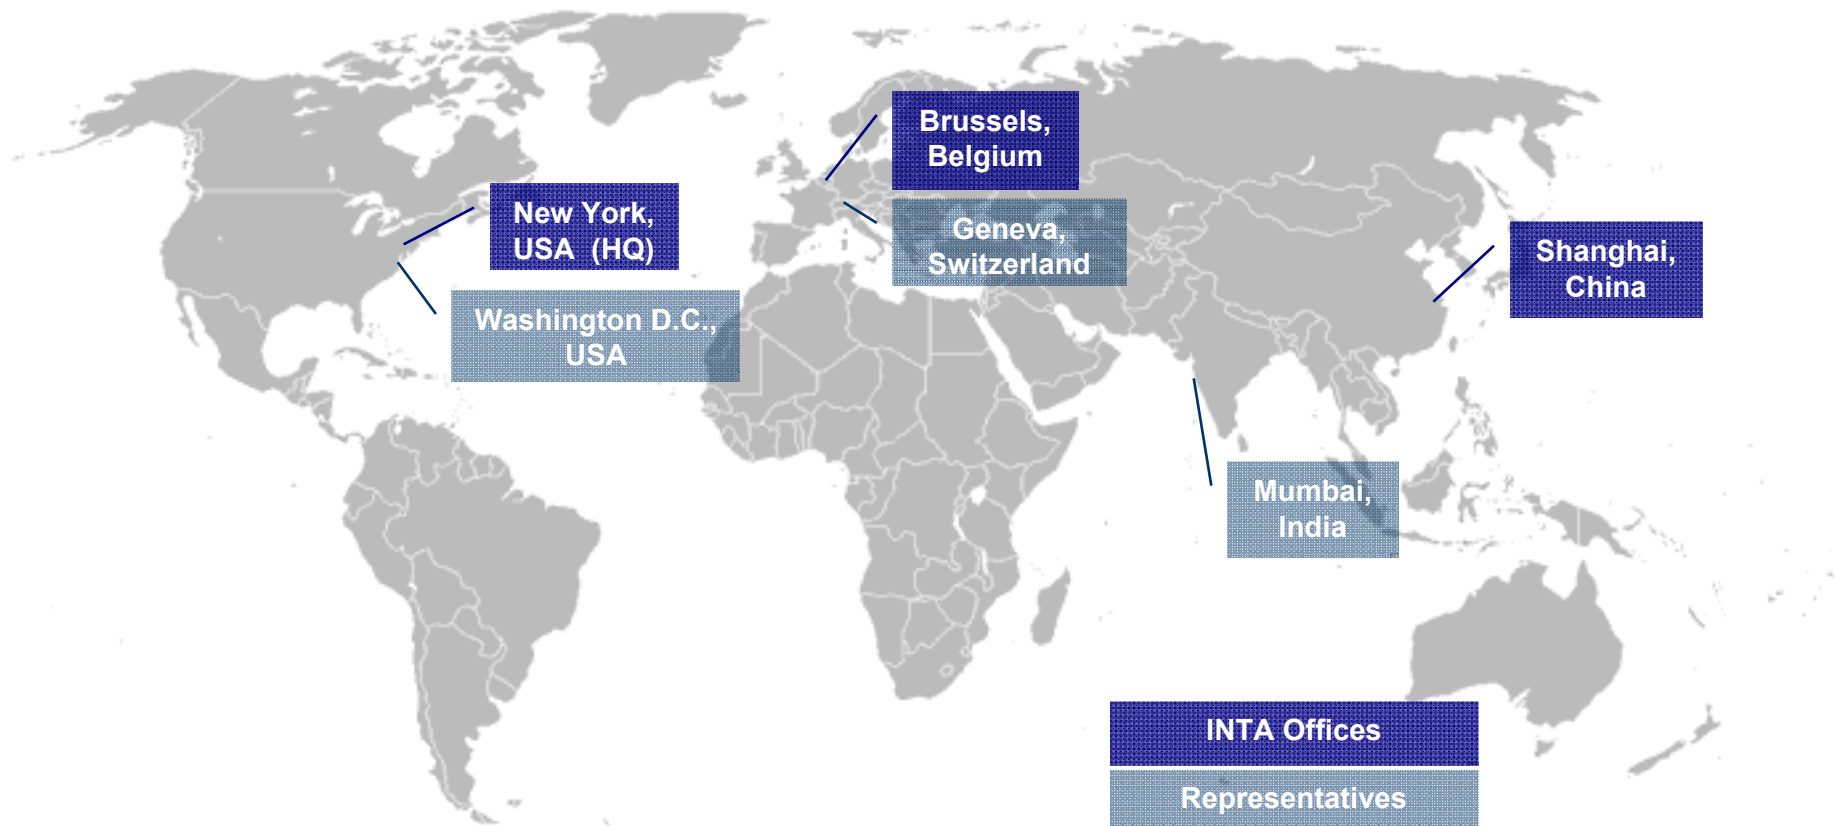 Brussels,
Belgium
New York,
USA (HQ)
Geneva,
Switzerland
Shanghai,
China
Washington D.C.,
USA
Mumbai,
India
INTA Offices
Representatives